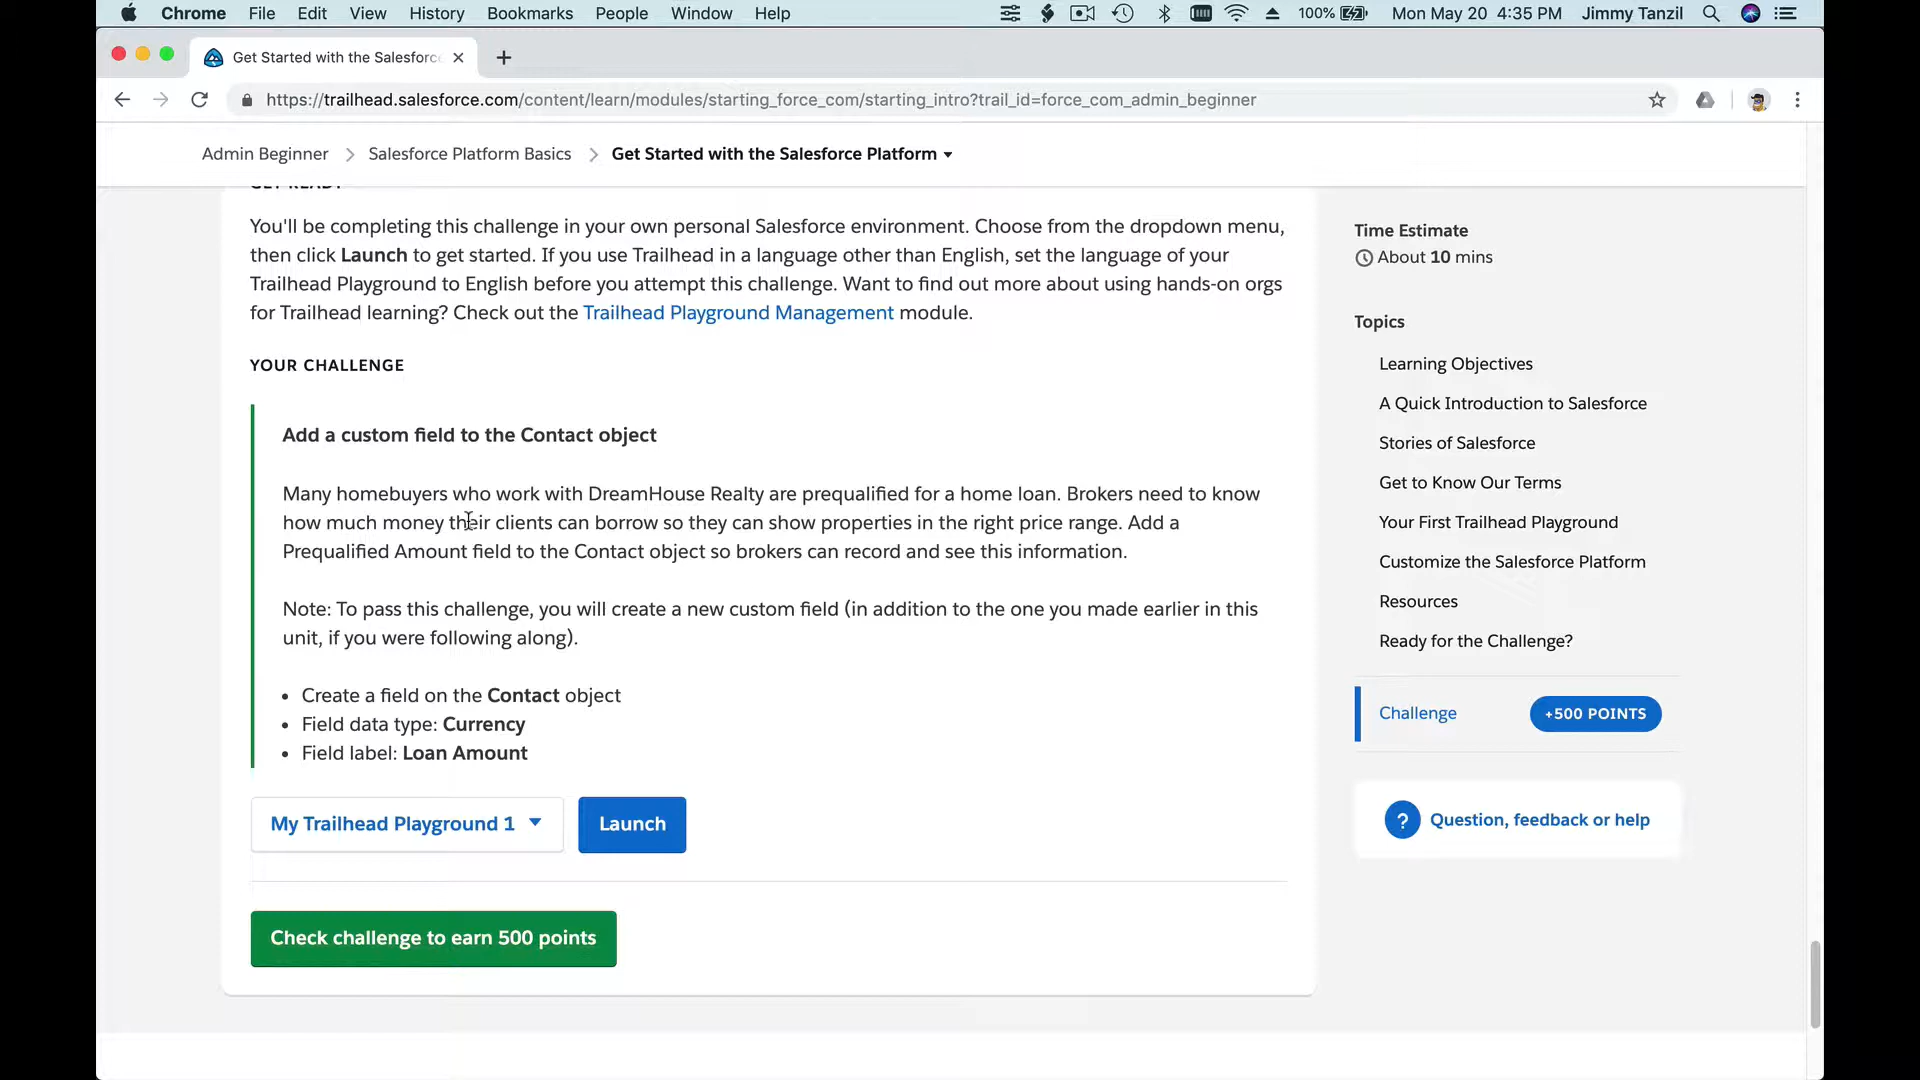 Chrome File Edit View History Bookmarks People Window Help 100% Mon May 20 4:35 PM Jimmy Tanzil
Get Started with the Salesforc
https://trailhead.salesforce.com/content/learn/modules/starting_force_com/starting_intro?trail_id=force_com_admin_beginner
Admin Beginner Salesforce Platform Basics Get Started with the Salesforce Platform
GET READY
You'll be completing this challenge in your own personal Salesforce environment. Choose from the dropdown menu,
then click Launch to get started. If you use Trailhead in a language other than English, set the language of your
Trailhead Playground to English before you attempt this challenge. Want to find out more about using hands-on orgs
for Trailhead learning? Check out the Trailhead Playground Management module.
YOUR CHALLENGE
Add a custom field to the Contact object
Many homebuyers who work with DreamHouse Realty are prequalified for a home loan. Brokers need to know
how much money their clients can borrow so they can show properties in the right price range. Add a
Prequalified Amount field to the Contact object so brokers can record and see this information.
Note: To pass this challenge, you will create a new custom field (in addition to the one you made earlier in this
unit, if you were following along).
• Create a field on the Contact object
• Field data type: Currency
• Field label: Loan Amount
My Trailhead Playground 1 Launch
Check challenge to earn 500 points
Time Estimate
About 10 mins
Topics
Learning Objectives
A Quick Introduction to Salesforce
Stories of Salesforce
Get to Know Our Terms
Your First Trailhead Playground
Customize the Salesforce Platform
Resources
Ready for the Challenge?
Challenge +500 POINTS
? Question, feedback or help